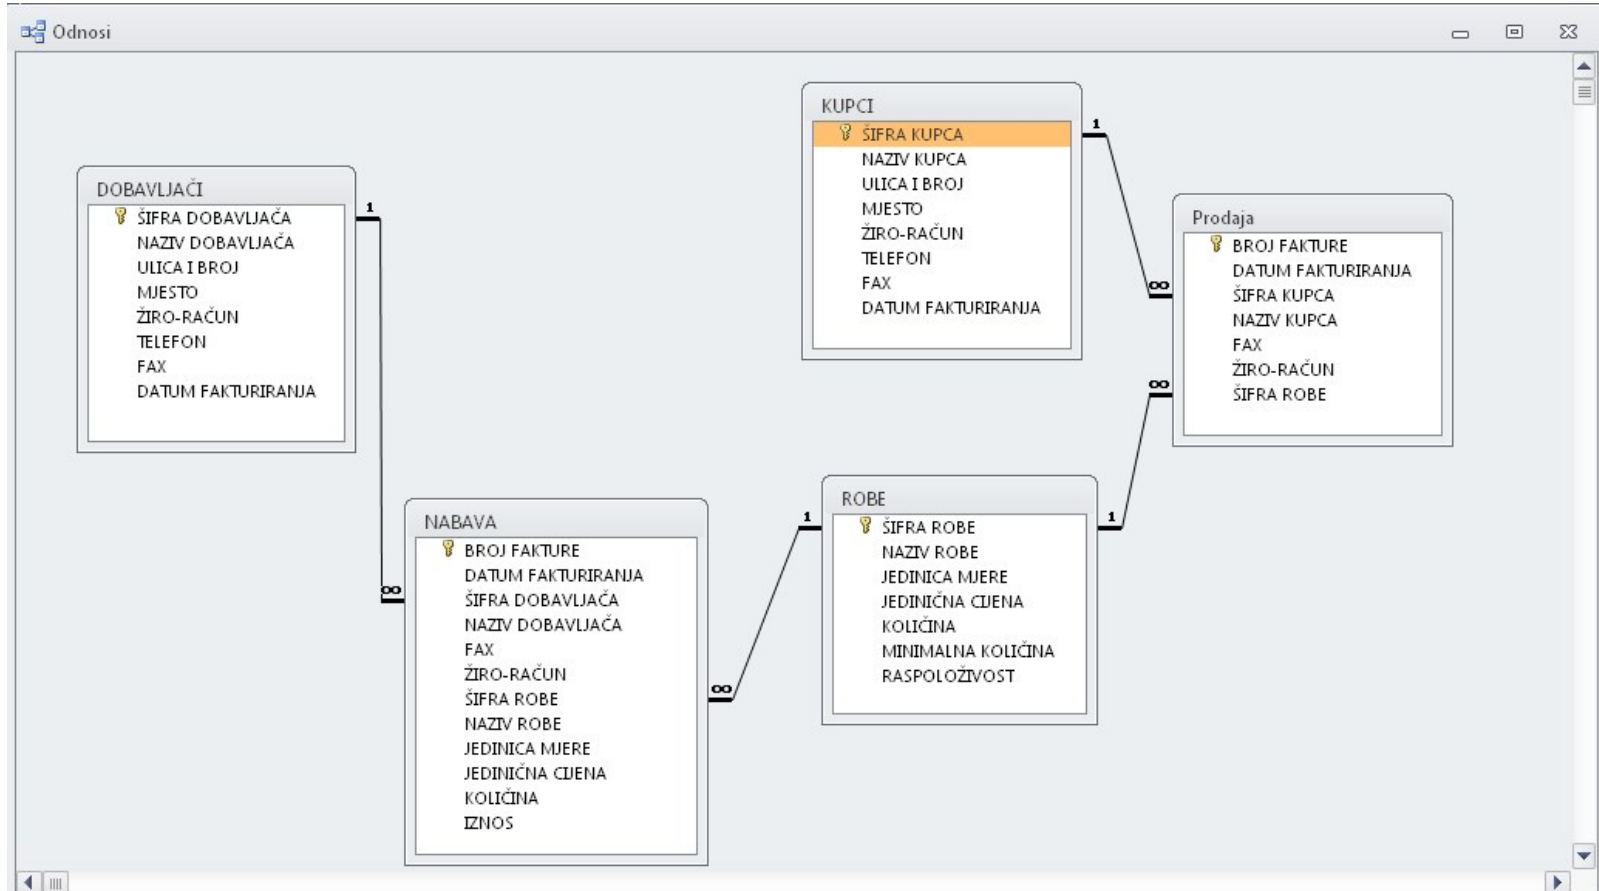 Odnosi
DOBAVLJAČI
ŠIFRA DOBAVLJAČA
NAZIV DOBAVLJAČA
ULICA I BROJ
MJESTO
ŽIRO-RAČUN
TELEFON
FAX
DATUM FAKTURIRANJA
1
∞
NABAVA
BROJ FAKTURE
DATUM FAKTURIRANJA
ŠIFRA DOBAVLJAČA
NAZIV DOBAVLJAČA
FAX
ŽIRO-RAČUN
ŠIFRA ROBE
NAZIV ROBE
JEDINICA MJERE
JEDINIČNA CIJENA
KOLIČINA
IZNOS
∞
1
KUPCI
ŠIFRA KUPCA
NAZIV KUPCA
ULICA I BROJ
MJESTO
ŽIRO-RAČUN
TELEFON
FAX
DATUM FAKTURIRANJA
1
∞
ROBE
ŠIFRA ROBE
NAZIV ROBE
JEDINICA MJERE
JEDINIČNA CIJENA
KOLIČINA
MINIMALNA KOLIČINA
RASPOLOŽIVOST
1
∞
Prodaja
BROJ FAKTURE
DATUM FAKTURIRANJA
ŠIFRA KUPCA
NAZIV KUPCA
FAX
ŽIRO-RAČUN
ŠIFRA ROBE